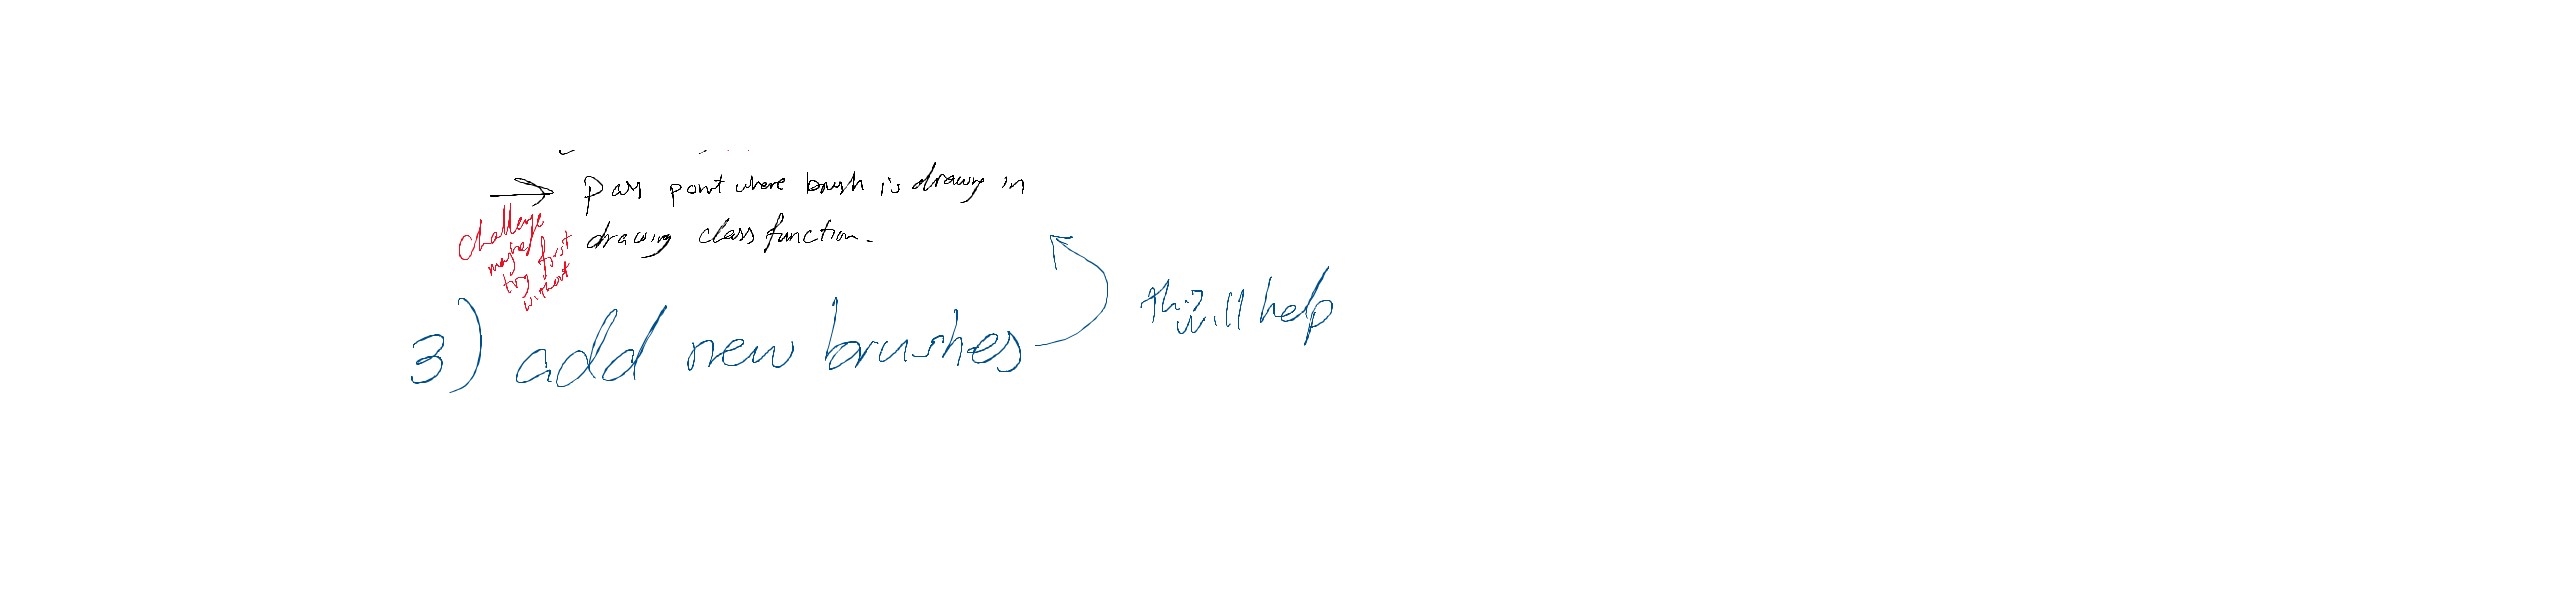 → Pass point where brush is drawing in
drawing class function.
Challenge
maybe
try first
without
3) add new brushes
this
will help